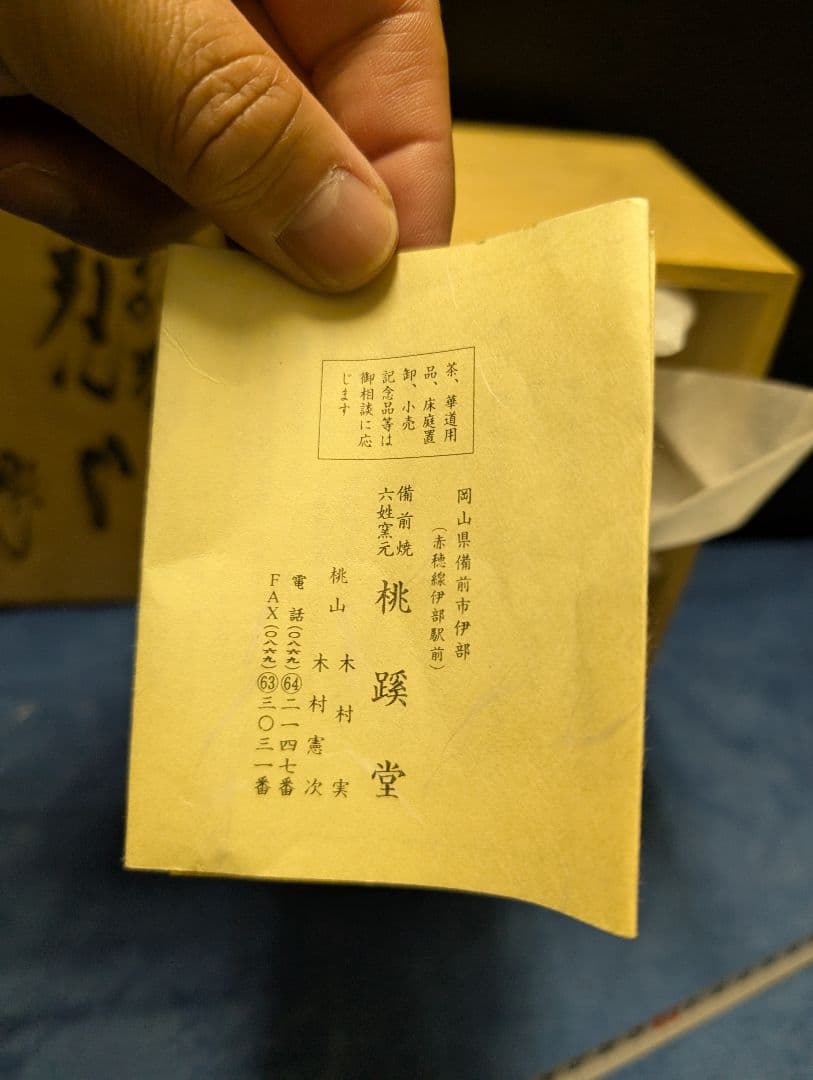 茶、華道用
品、床庭置
卸、小売
記念品等は
御相談に応
じます
岡山県備前市伊部
（赤穂線伊部駅前）
備前焼
六姓窯元
桃蹊堂
桃山 木村実
木村憲次
電話（〇八六九）㉔二一四七番
FAX（〇八六九）63三〇三一番